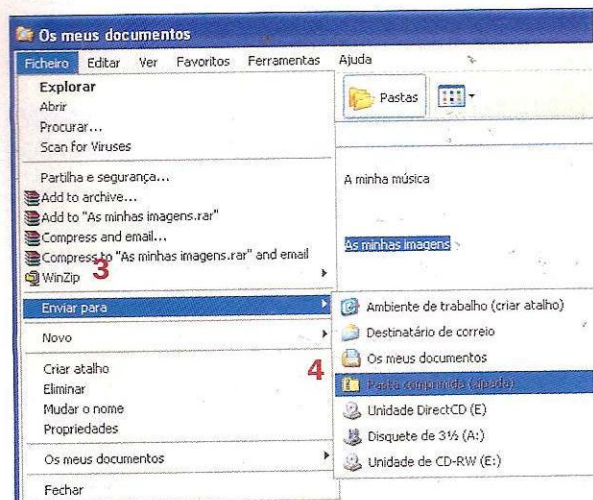 Os meus documentos
Ficheiro Editar Ver Favoritos Ferramentas Ajuda
Explorar
Abrir
Procurar...
Scan for Viruses
Partilha e segurança...
Add to archive...
Add to "As minhas imagens.rar"
Compress and email...
Compress to "As minhas imagens.rar" and email
3
WinZip
Enviar para
Novo
Criar atalho
Eliminar
Mudar o nome
Propriedades
Os meus documentos
Fechar
Pastas
A minha música
As minhas imagens
Ambiente de trabalho (criar atalho)
Destinatário de correio
Os meus documentos
4
Pasta comprimida (zipada)
Unidade DirectCD (E)
Disquete de 3½ (A:)
Unidade de CD-RW (E:)